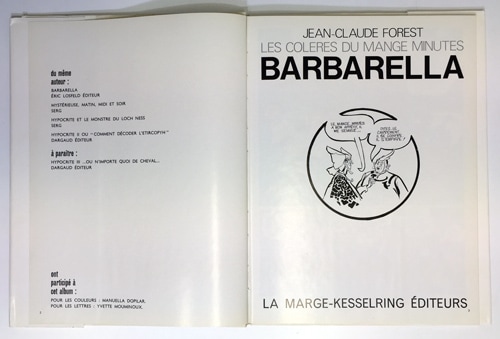 du même
auteur :
BARBARELLA
ÉRIC LOSFELD ÉDITEUR
MYSTÉRIEUSE, MATIN, MIDI ET SOIR
SERG
HYPOCRITE ET LE MONSTRE DU LOCH NESS
SERG
HYPOCRITE II OU "COMMENT DÉCODER L'ETIRCOPYH"
DARGAUD ÉDITEUR
à paraître :
HYPOCRITE III ...OU N'IMPORTE QUOI DE CHEVAL...
DARGAUD ÉDITEUR
ont
participé à
cet album :
POUR LES COULEURS : MANUELLA DOPILAR.
POUR LES LETTRES : YVETTE MOUMINOUX.
JEAN-CLAUDE FOREST
LES COLERES DU MANGE MINUTES
BARBARELLA
LA MARGE-KESSELRING ÉDITEURS
3